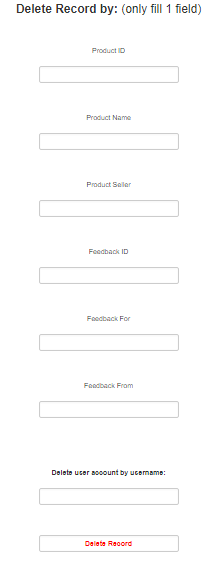 Delete Record by: (only fill 1 field)
Product ID
Product Name
Product Seller
Feedback ID
Feedback For
Feedback From
Delete user account by username:
Delete Record